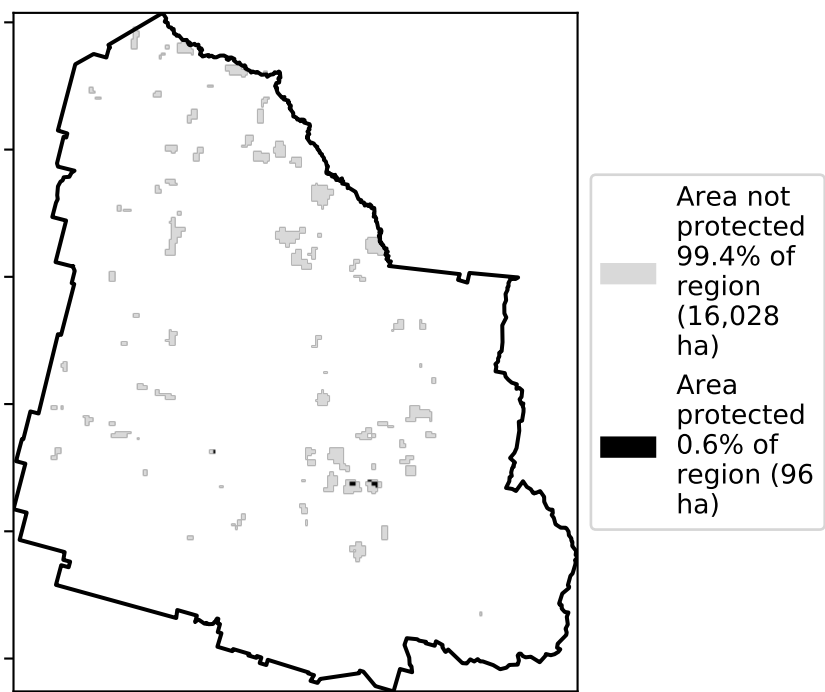 Area not
protected
99.4% of
region
(16,028
ha)
Area
protected
0.6% of
region (96
ha)